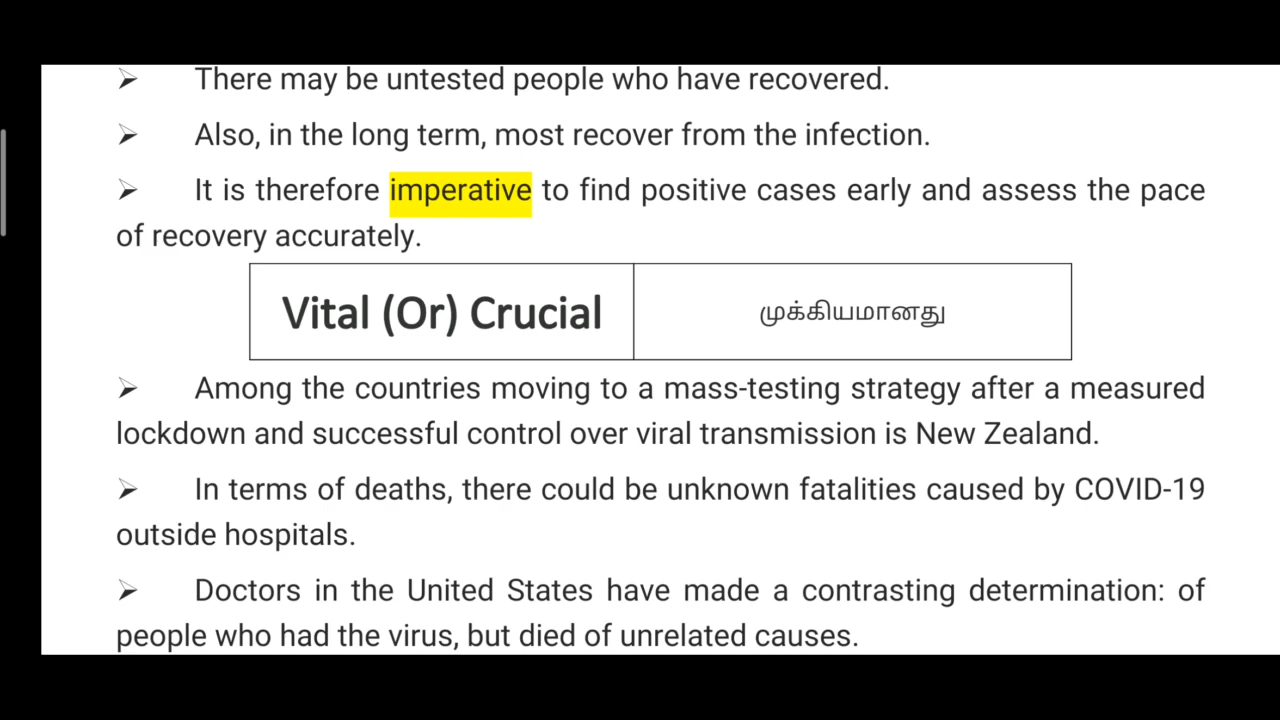 ➢ There may be untested people who have recovered.
➢ Also, in the long term, most recover from the infection.
➢ It is therefore imperative to find positive cases early and assess the pace
of recovery accurately.
Vital (Or) Crucial முக்கியமானது
➢ Among the countries moving to a mass-testing strategy after a measured
lockdown and successful control over viral transmission is New Zealand.
➢ In terms of deaths, there could be unknown fatalities caused by COVID-19
outside hospitals.
➢ Doctors in the United States have made a contrasting determination: of
people who had the virus, but died of unrelated causes.